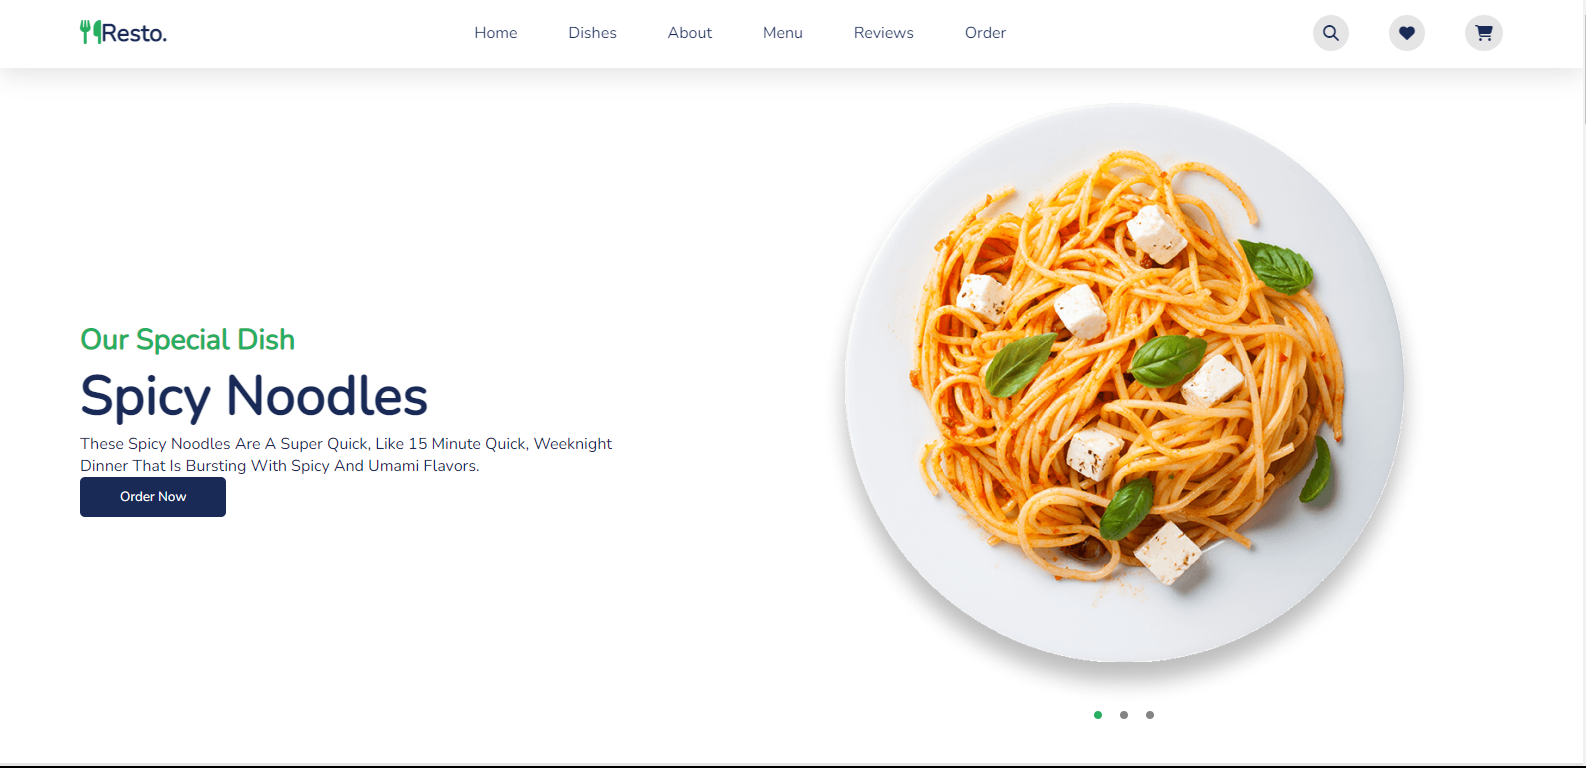 Resto.
Home
Dishes
About
Menu
Reviews
Order
Our Special Dish
Spicy Noodles
These Spicy Noodles Are A Super Quick, Like 15 Minute Quick, Weeknight
Dinner That Is Bursting With Spicy And Umami Flavors.
Order Now